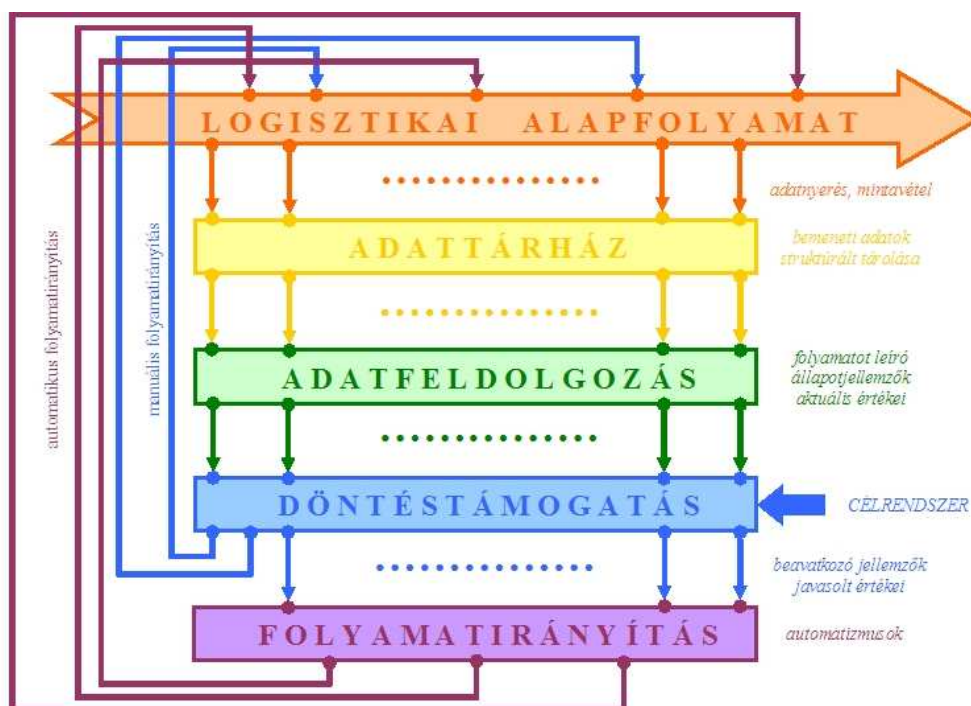 LOGISZTIKAI ALAPFOLYAMAT
adatnyerés, mintavétel
ADATTÁRHÁZ
bemeneti adatok
struktúrált tárolása
automatikus folyamatirányítás
manuális folyamatirányítás
ADATFELDOLGOZÁS
folyamatot leíró
állapotjellemzők
aktuális értékei
DÖNTÉSTÁMOGATÁS
CÉLRENDSZER
beavatkozó jellemzők
javasolt értékei
FOLYAMATIRÁNYÍTÁS
automatizmusok